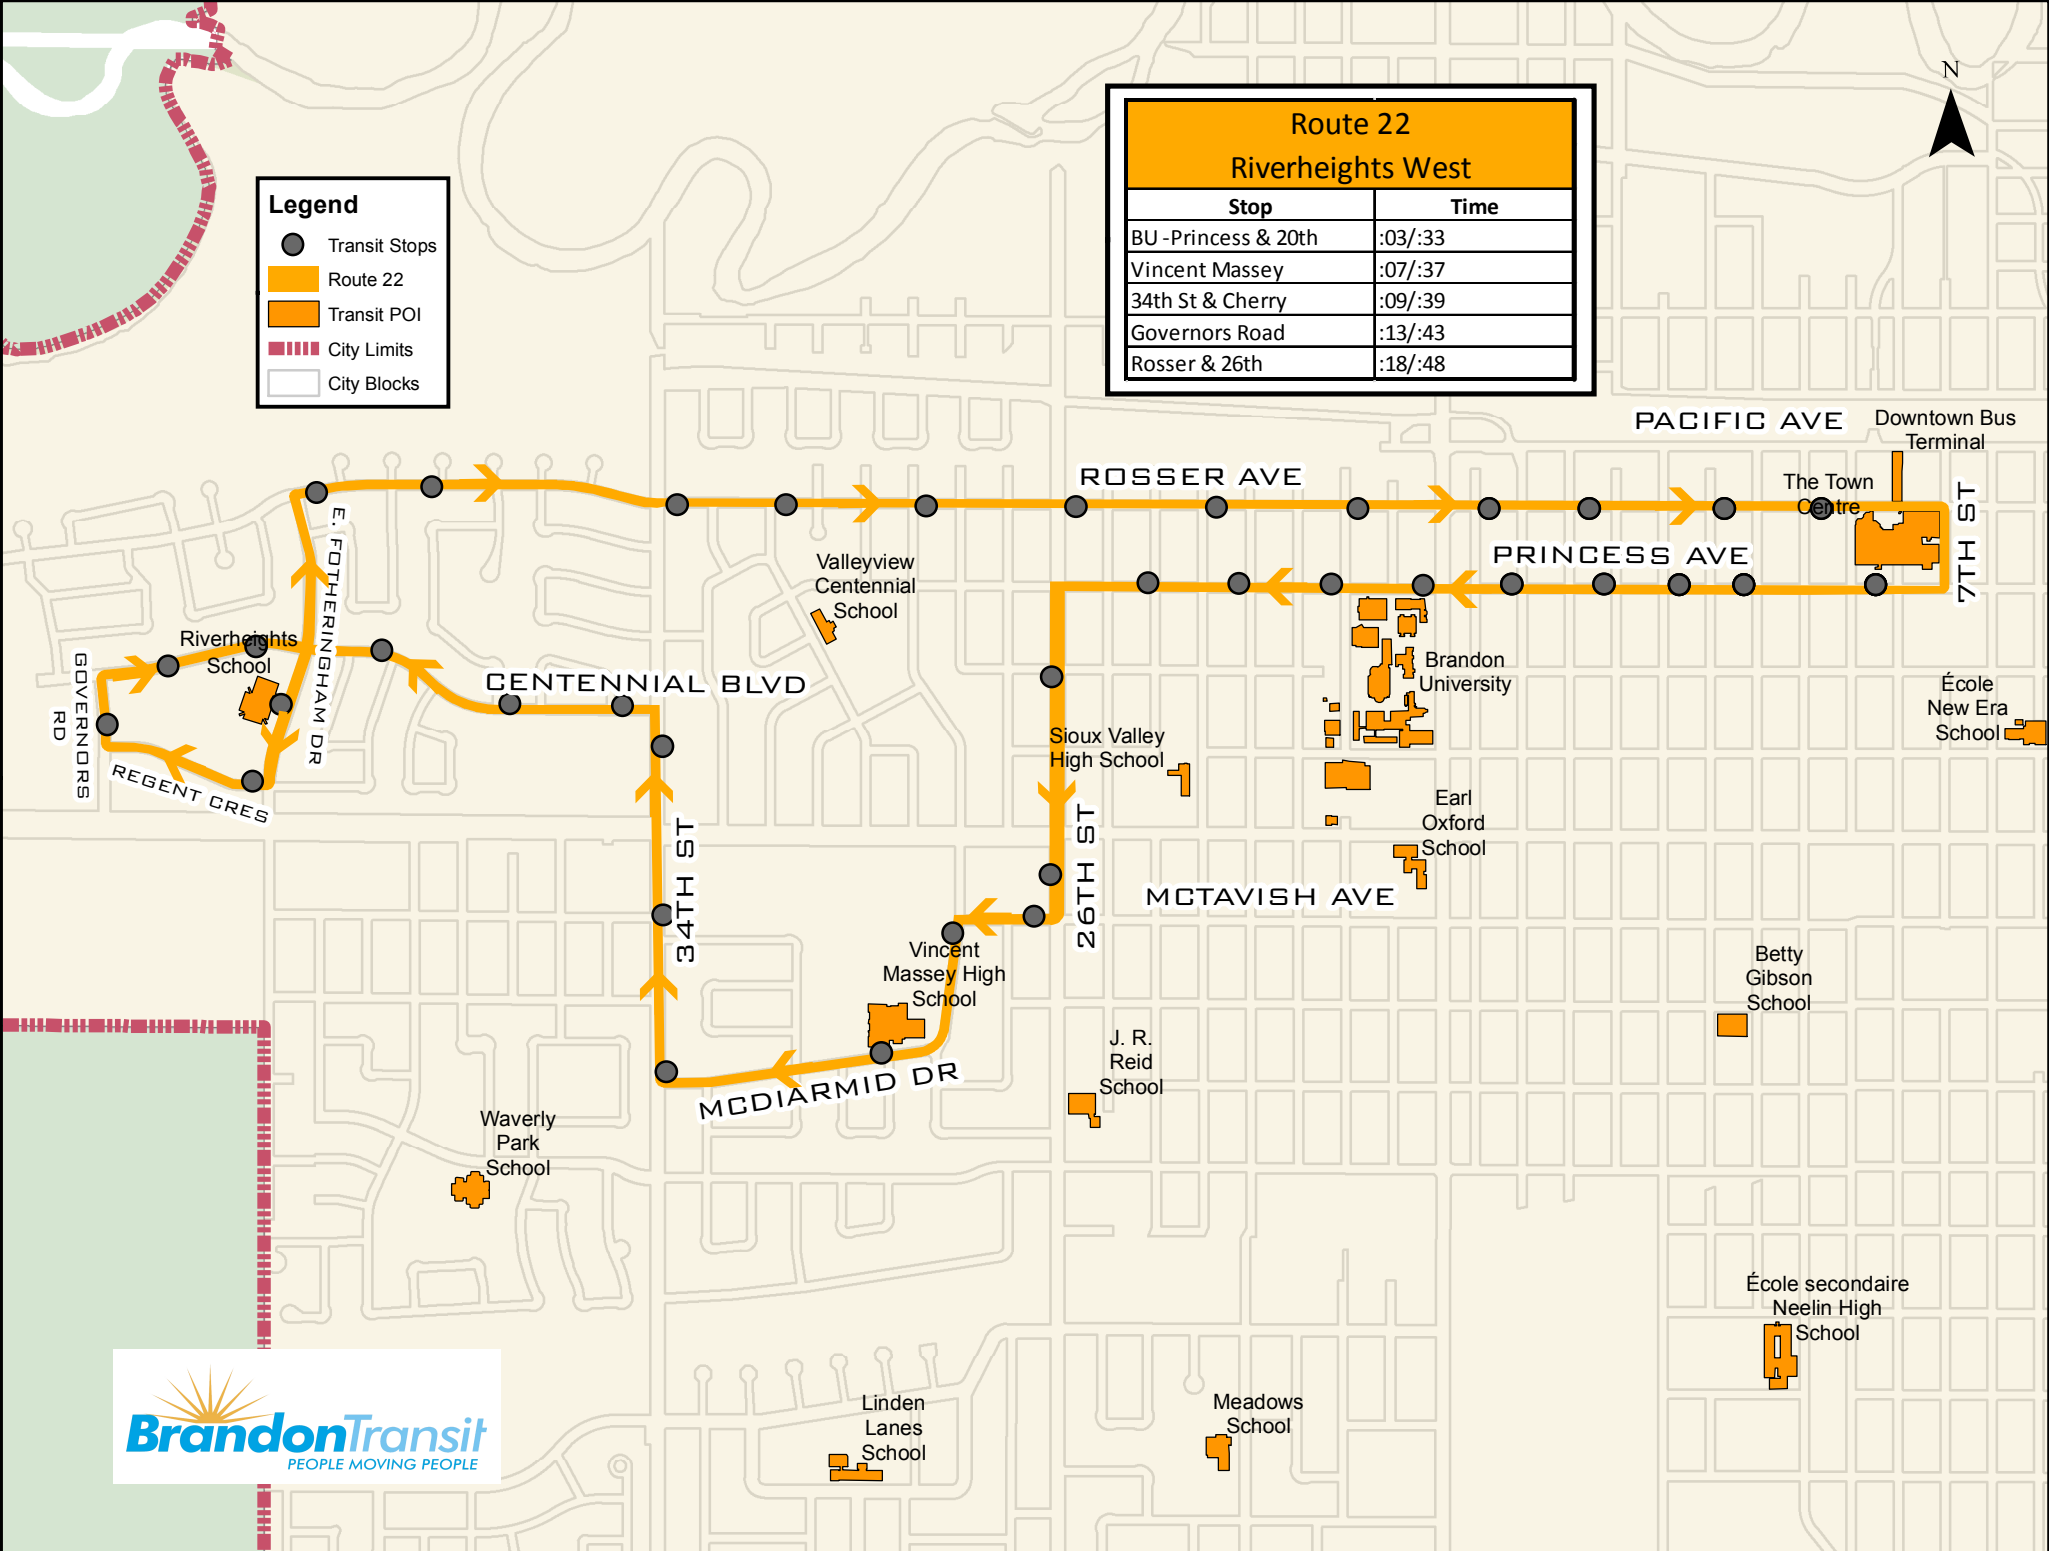 N
Route 22
Riverheights West
Stop Time
BU -Princess & 20th :03/:33
Vincent Massey :07/:37
34th St & Cherry :09/:39
Governors Road :13/:43
Rosser & 26th :18/:48
Legend
Transit Stops
Route 22
Transit POI
City Limits
City Blocks
PACIFIC AVE
Downtown Bus
Terminal
ROSSER AVE
The Town
Centre
7TH ST
E. FOTHERINGHAM DR
PRINCESS AVE
Valleyview
Centennial
School
Riverheights
School
GOVERNORS
RD
CENTENNIAL BLVD
Brandon
University
École
New Era
School
Sioux Valley
High School
REGENT CRES
Earl
Oxford
School
34TH ST
26TH ST
MCTAVISH AVE
Vincent
Massey High
School
Betty
Gibson
School
J. R.
Reid
School
MCDIARMID DR
Waverly
Park
School
École secondaire
Neelin High
School
Linden
Lanes
School
Meadows
School
BrandonTransit
PEOPLE MOVING PEOPLE